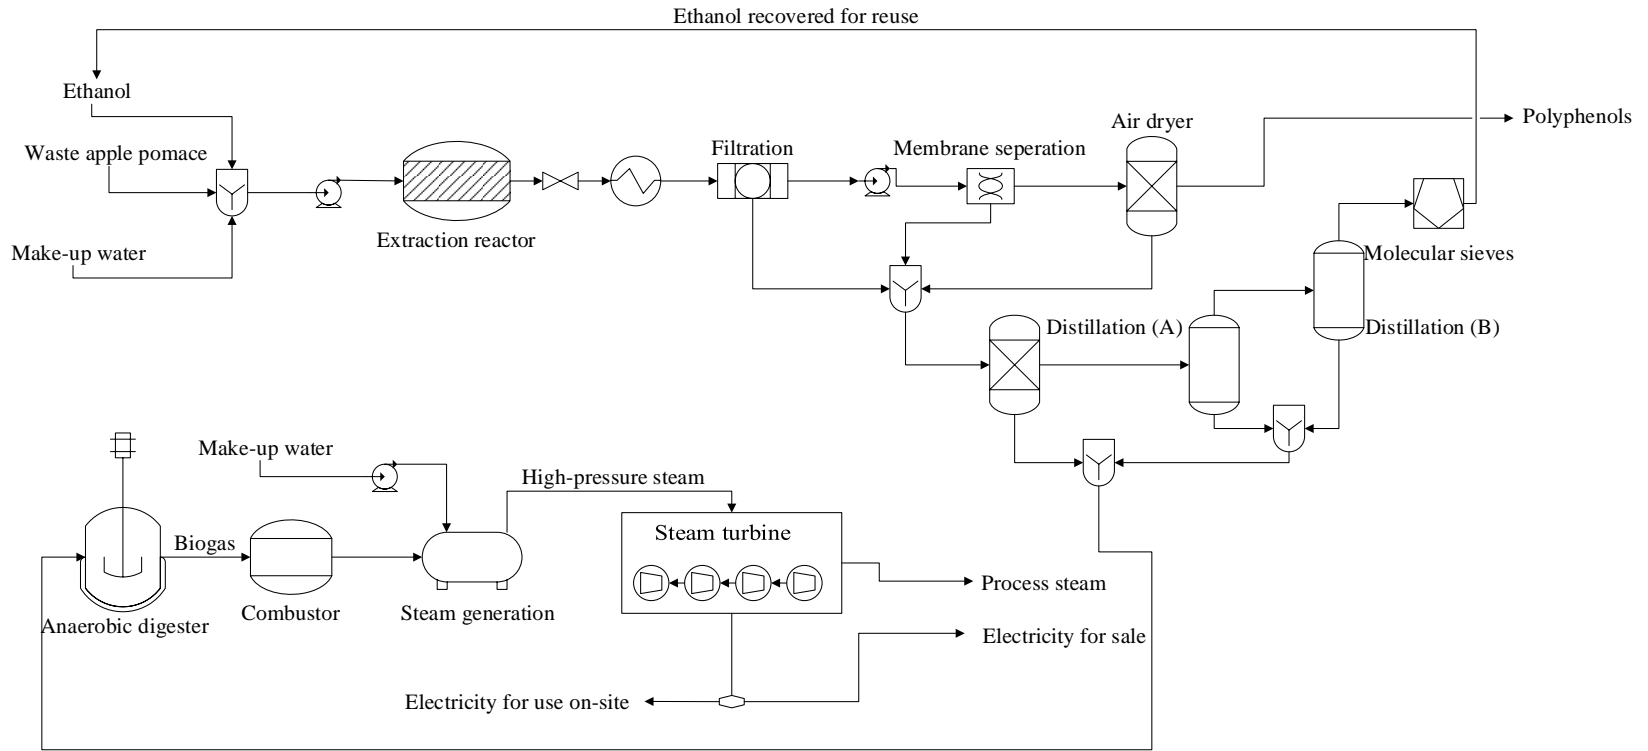 Ethanol recovered for reuse
Ethanol
Polyphenols
Air dryer
Waste apple pomace
Filtration
Membrane seperation
Extraction reactor
Make-up water
Molecular sieves
Distillation (A)
Distillation (B)
Make-up water
High-pressure steam
Steam turbine
Biogas
Process steam
Combustor
Steam generation
Anaerobic digester
Electricity for sale
Electricity for use on-site